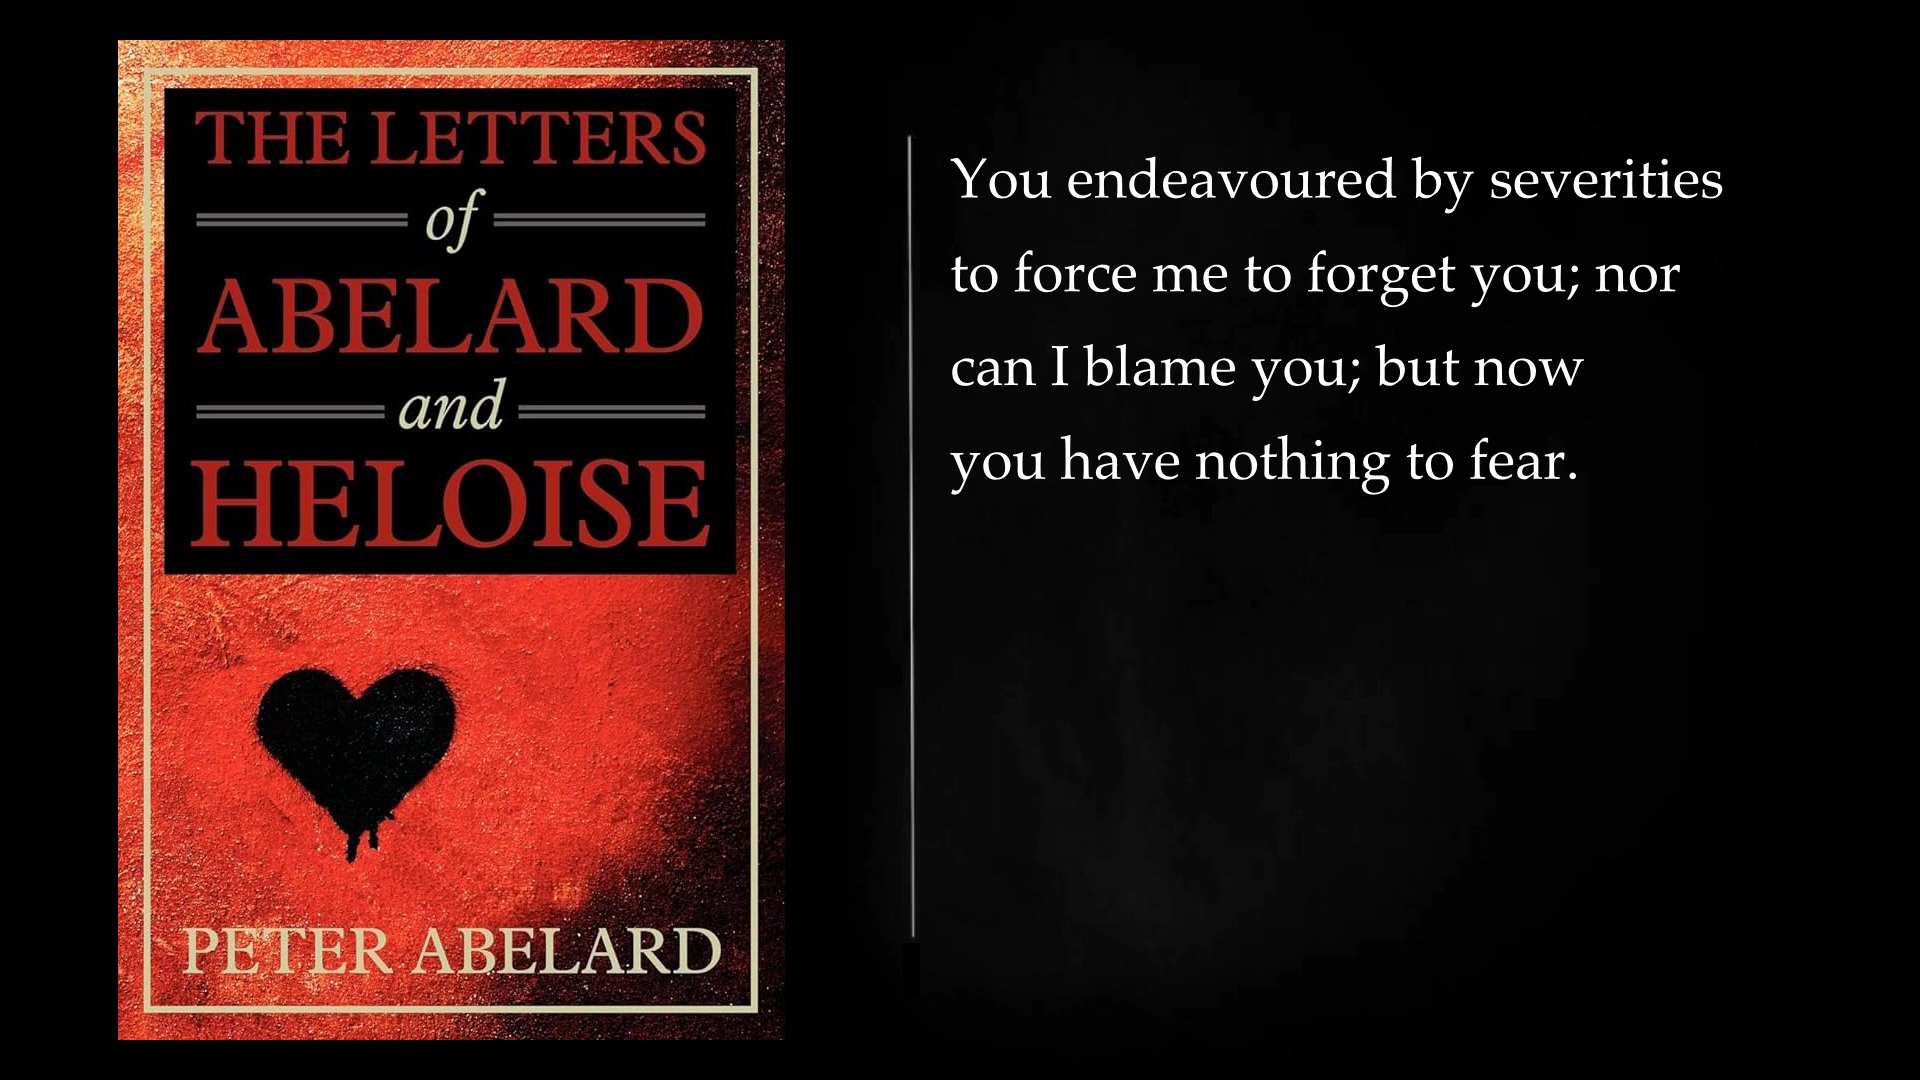 THE LETTERS
of
ABELARD
and
HELOISE
PETER ABELARD
You endeavoured by severities
to force me to forget you; nor
can I blame you; but now
you have nothing to fear.